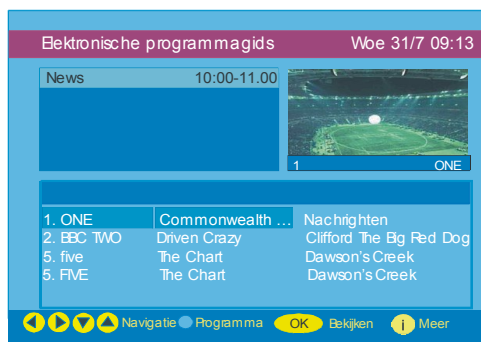 Elektronische programmagids Woe 31/7 09:13
News 10:00-11.00
1 ONE
1. ONE Commonwealth ... Nachrighten
2. BBC TWO Driven Crazy Clifford The Big Red Dog
5. five The Chart Dawson's Creek
5. FIVE The Chart Dawson's Creek
Navigatie Programma OK Bekijken i Meer